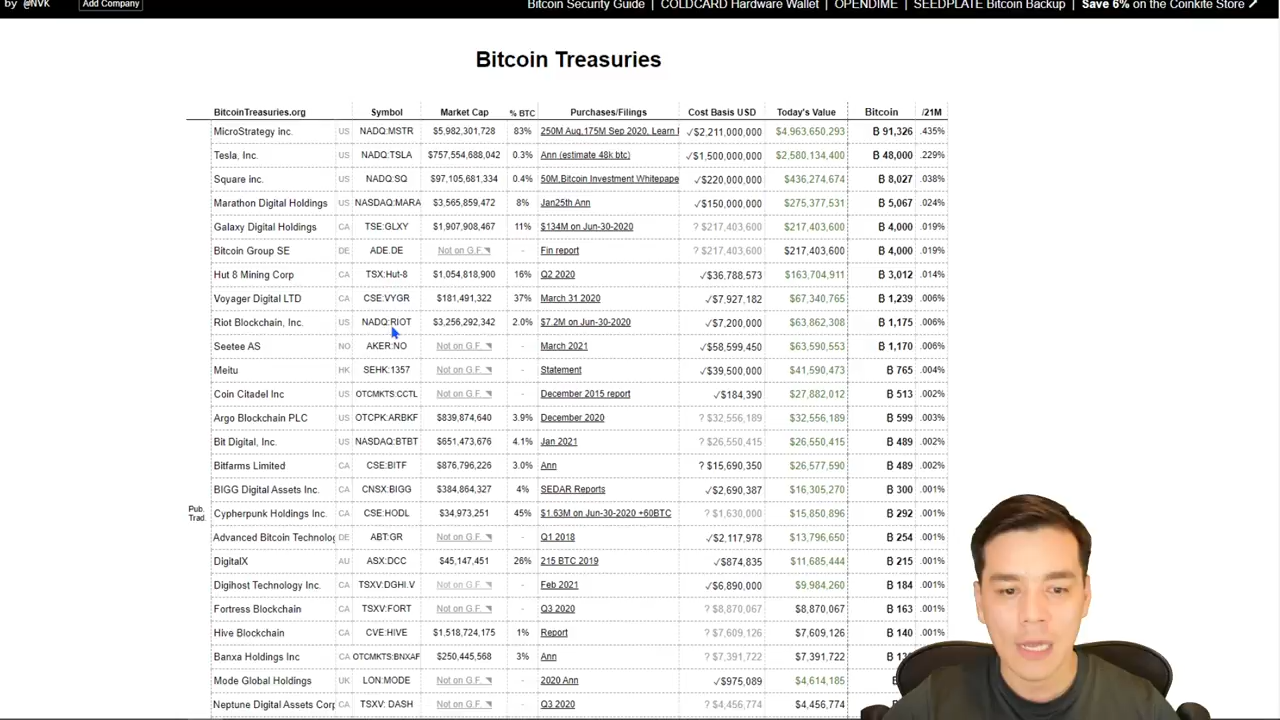 by @NVK Add Company Bitcoin Security Guide | COLDCARD Hardware Wallet | OPENDIME | SEEDPLATE Bitcoin Backup | Save 6% on the Coinkite Store
Bitcoin Treasuries
BitcoinTreasuries.org Symbol Market Cap % BTC Purchases/Filings Cost Basis USD Today's Value Bitcoin /21M
MicroStrategy Inc. US NADQ:MSTR $5,982,301,728 83% 250M Aug,175M Sep 2020, Learn ✓$2,211,000,000 $4,963,650,293 B 91,326 .435%
Tesla, Inc. US NADQ:TSLA $757,554,688,042 0.3% Ann (estimate 48k btc) ✓$1,500,000,000 $2,580,134,400 B 48,000 .229%
Square inc. US NADQ:SQ $97,105,681,334 0.4% 50M,Bitcoin Investment Whitepape ✓$220,000,000 $436,274,674 B 8,027 .038%
Marathon Digital Holdings US NASDAQ:MARA $3,565,859,472 8% Jan25th Ann ✓$150,000,000 $275,377,531 B 5,067 .024%
Galaxy Digital Holdings CA TSE:GLXY $1,907,908,467 11% $134M on Jun-30-2020 ? $217,403,600 $217,403,600 B 4,000 .019%
Bitcoin Group SE DE ADE.DE Not on G.F. - Fin report ? $217,403,600 $217,403,600 B 4,000 .019%
Hut 8 Mining Corp CA TSX:Hut-8 $1,054,818,900 16% Q2 2020 ✓$36,788,573 $163,704,911 B 3,012 .014%
Voyager Digital LTD CA CSE:VYGR $181,491,322 37% March 31 2020 ✓$7,927,182 $67,340,765 B 1,239 .006%
Riot Blockchain, Inc. US NADQ:RIOT $3,256,292,342 2.0% $7.2M on Jun-30-2020 ✓$7,200,000 $63,862,308 B 1,175 .006%
Seetee AS NO AKER:NO Not on G.F. - March 2021 ✓$58,599,450 $63,590,553 B 1,170 .006%
Meitu HK SEHK:1357 Not on G.F. - Statement ✓$39,500,000 $41,590,473 B 765 .004%
Coin Citadel Inc US OTCMKTS:CCTL Not on G.F. - December 2015 report ✓$184,390 $27,882,012 B 513 .002%
Argo Blockchain PLC US OTCPK:ARBKF $839,874,640 3.9% December 2020 ? $32,556,189 $32,556,189 B 599 .003%
Bit Digital, Inc. US NASDAQ:BTBT $651,473,676 4.1% Jan 2021 ? $26,550,415 $26,550,415 B 489 .002%
Bitfarms Limited CA CSE:BITF $876,796,226 3.0% Ann ? $15,690,350 $26,577,590 B 489 .002%
BIGG Digital Assets Inc. CA CNSX:BIGG $384,864,327 4% SEDAR Reports ✓$2,690,387 $16,305,270 B 300 .001%
Pub. Trad. Cypherpunk Holdings Inc. CA CSE:HODL $34,973,251 45% $1.63M on Jun-30-2020 +60BTC ? $1,630,000 $15,850,896 B 292 .001%
Advanced Bitcoin Technolog DE ABT:GR Not on G.F. - Q1 2018 ✓$2,117,978 $13,796,650 B 254 .001%
DigitalX AU ASX:DCC $45,147,451 26% 215 BTC 2019 ✓$874,835 $11,685,444 B 215 .001%
Digihost Technology Inc. CA TSXV:DGHI.V Not on G.F. - Feb 2021 ✓$6,890,000 $9,984,260 B 184 .001%
Fortress Blockchain CA TSXV:FORT Not on G.F. - Q3 2020 ? $8,870,067 $8,870,067 B 163 .001%
Hive Blockchain CA CVE:HIVE $1,518,724,175 1% Report ? $7,609,126 $7,609,126 B 140 .001%
Banxa Holdings Inc CA OTCMKTS:BNXAF $250,445,568 3% Ann ? $7,391,722 $7,391,722 B
Mode Global Holdings UK LON:MODE Not on G.F. - 2020 Ann ✓$975,089 $4,614,185
Neptune Digital Assets Corp CA TSXV: DASH Not on G.F. - Q3 2020 ? $4,456,774 $4,456,774